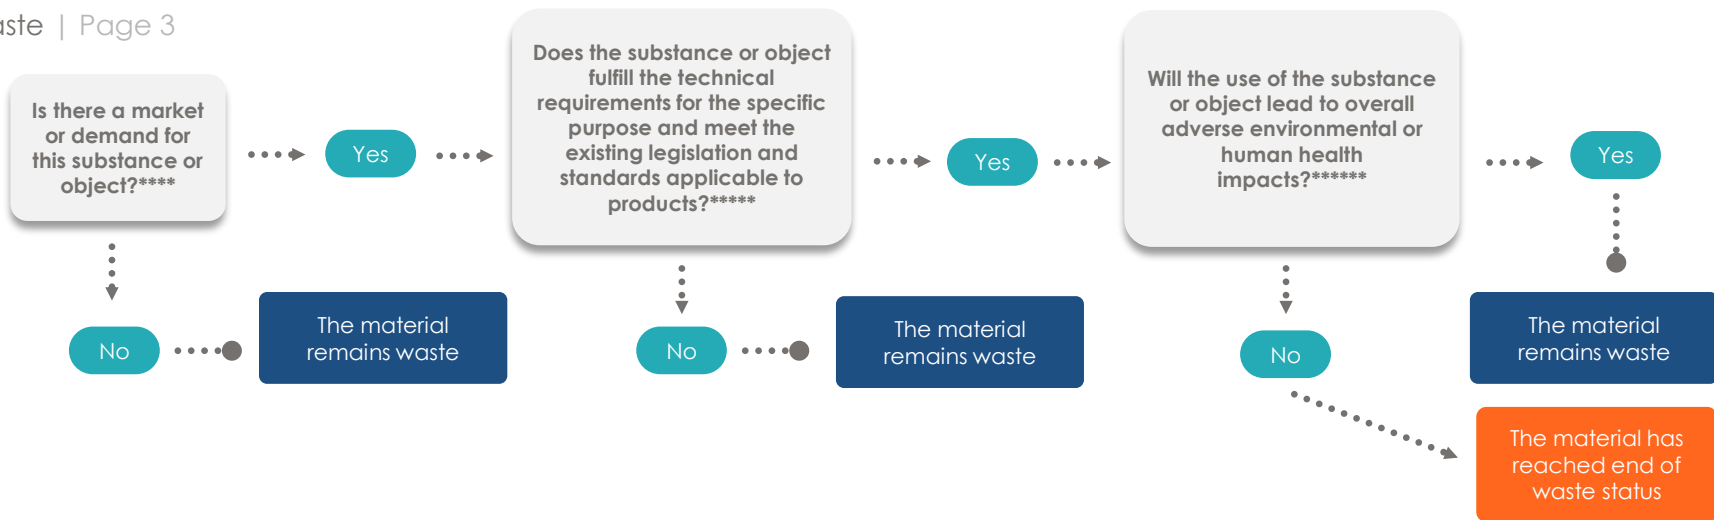 | Page 3
Is there a market
or demand for
this substance or
object?****
Yes
Does the substance or object
fulfill the technical
requirements for the specific
purpose and meet the
existing legislation and
standards applicable to
products?*****
Yes
Will the use of the substance
or object lead to overall
adverse environmental or
human health
impacts?******
Yes
No
The material
remains waste
No
The material
remains waste
No
The material
remains waste
The material has
reached end of
waste status